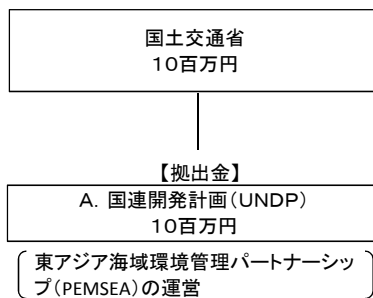 国土交通省
10百万円
【拠出金】
A. 国連開発計画(UNDP)
10百万円
東アジア海域環境管理パートナーシッ
プ(PEMSEA)の運営